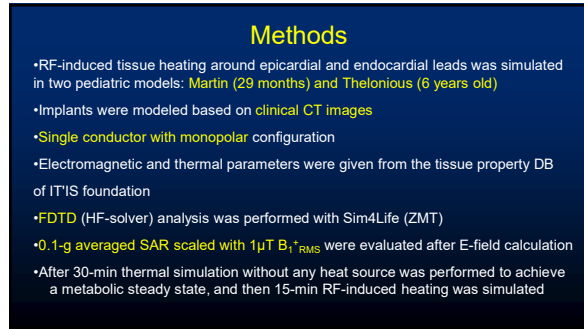 Methods
•RF-induced tissue heating around epicardial and endocardial leads was simulated
in two pediatric models: Martin (29 months) and Thelonious (6 years old)
•Implants were modeled based on clinical CT images
•Single conductor with monopolar configuration
•Electromagnetic and thermal parameters were given from the tissue property DB
of IT'IS foundation
•FDTD (HF-solver) analysis was performed with Sim4Life (ZMT)
•0.1-g averaged SAR scaled with 1μT B₁⁺RMS were evaluated after E-field calculation
•After 30-min thermal simulation without any heat source was performed to achieve
a metabolic steady state, and then 15-min RF-induced heating was simulated